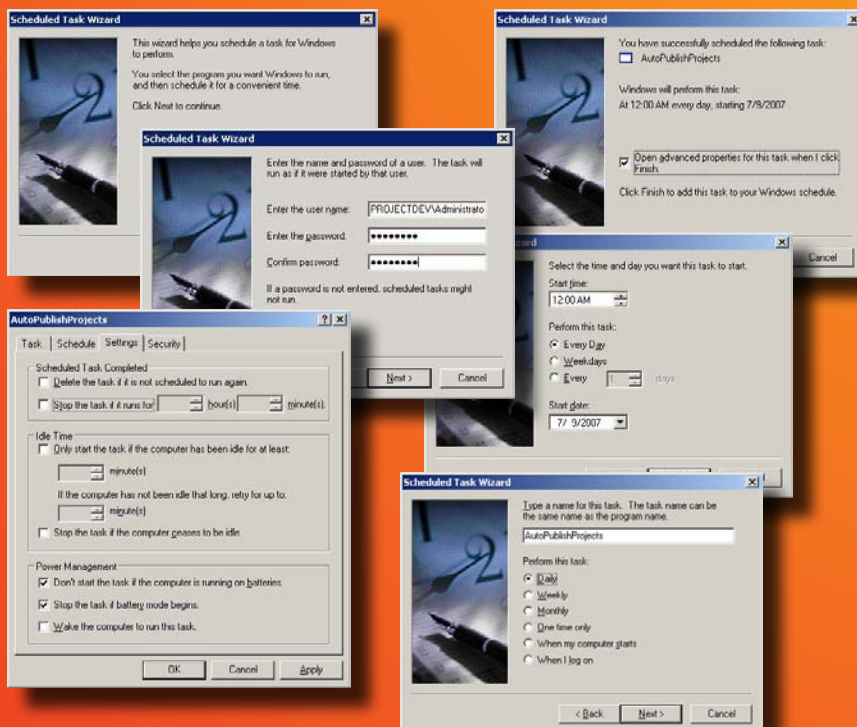 Scheduled Task Wizard
This wizard helps you schedule a task for Windows
to perform.
You select the program you want Windows to run,
and then schedule it for a convenient time.
Click Next to continue.
Scheduled Task Wizard
You have successfully scheduled the following task:
AutoPublishProjects
Windows will perform this task:
At 12:00 AM every day, starting 7/9/2007
Open advanced properties for this task when I click
Finish.
Click Finish to add this task to your Windows schedule.
Cancel
Scheduled Task Wizard
Enter the name and password of a user. The task will
run as if it were started by that user.
Enter the user name: PROJECTDEV\Administrato
Enter the password:
Confirm password:
If a password is not entered, scheduled tasks might
not run.
Next > Cancel
Select the time and day you want this task to start.
Start time:
12:00 AM
Perform this task:
Every Day
Weekdays
Every 1 days
Start date:
7/ 9/2007
AutoPublishProjects
Task Schedule Settings Security
Scheduled Task Completed
Delete the task if it is not scheduled to run again.
Stop the task if it runs for: hour(s) minute(s).
Idle Time
Only start the task if the computer has been idle for at least:
minute(s)
If the computer has not been idle that long, retry for up to:
minute(s)
Stop the task if the computer ceases to be idle.
Power Management
Don't start the task if the computer is running on batteries.
Stop the task if battery mode begins.
Wake the computer to run this task.
OK Cancel Apply
Scheduled Task Wizard
Type a name for this task. The task name can be
the same name as the program name.
AutoPublishProjects
Perform this task:
Daily
Weekly
Monthly
One time only
When my computer starts
When I log on
< Back Next > Cancel